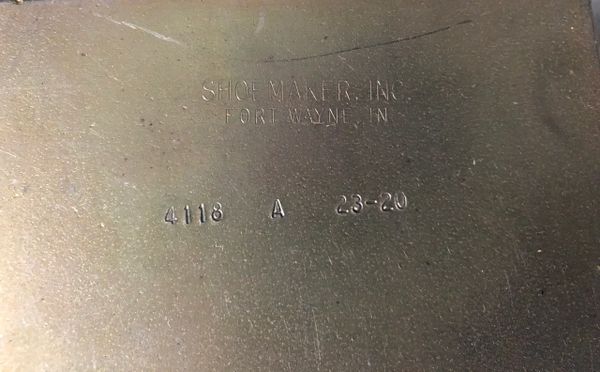 SHOEMAKER, INC.
FORT WAYNE, IN
4118 A 23-20